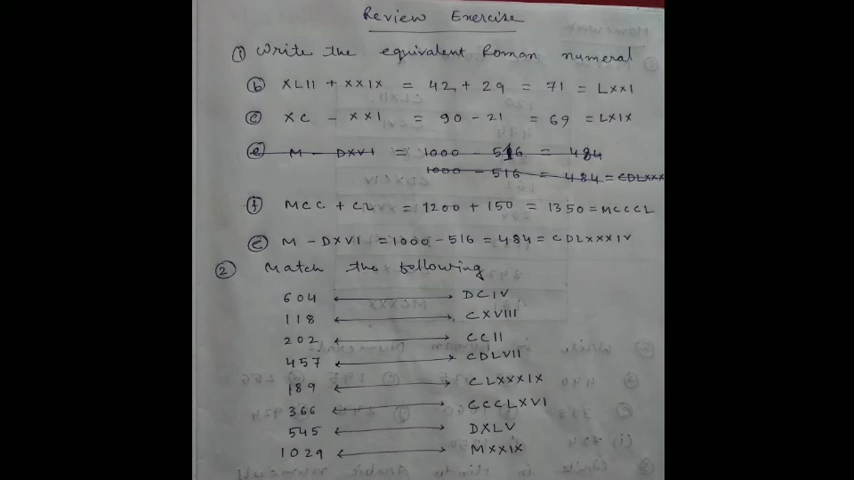 Review Exercise
① Write the equivalent Roman numeral
ⓑ XLII + XXIX = 42 + 29 = 71 = LXXI
ⓒ XC - XXI = 90 - 21 = 69 = LXIX
ⓔ M - DXVI = 1000 - 516 = 484
1000 - 516 = 484 = CDLXXX
ⓕ MCC + CL = 1200 + 150 = 1350 = MCCCL
ⓔ M - DXVI = 1000 - 516 = 484 = CDLXXXIV
② Match the following
604 ↔ DCIV
118 ↔ CXVIII
202 ↔ CCII
457 ↔ CDLVII
189 ↔ CLXXXIX
366 ↔ CCCLXVI
545 ↔ DXLV
1029 ↔ MXXIX